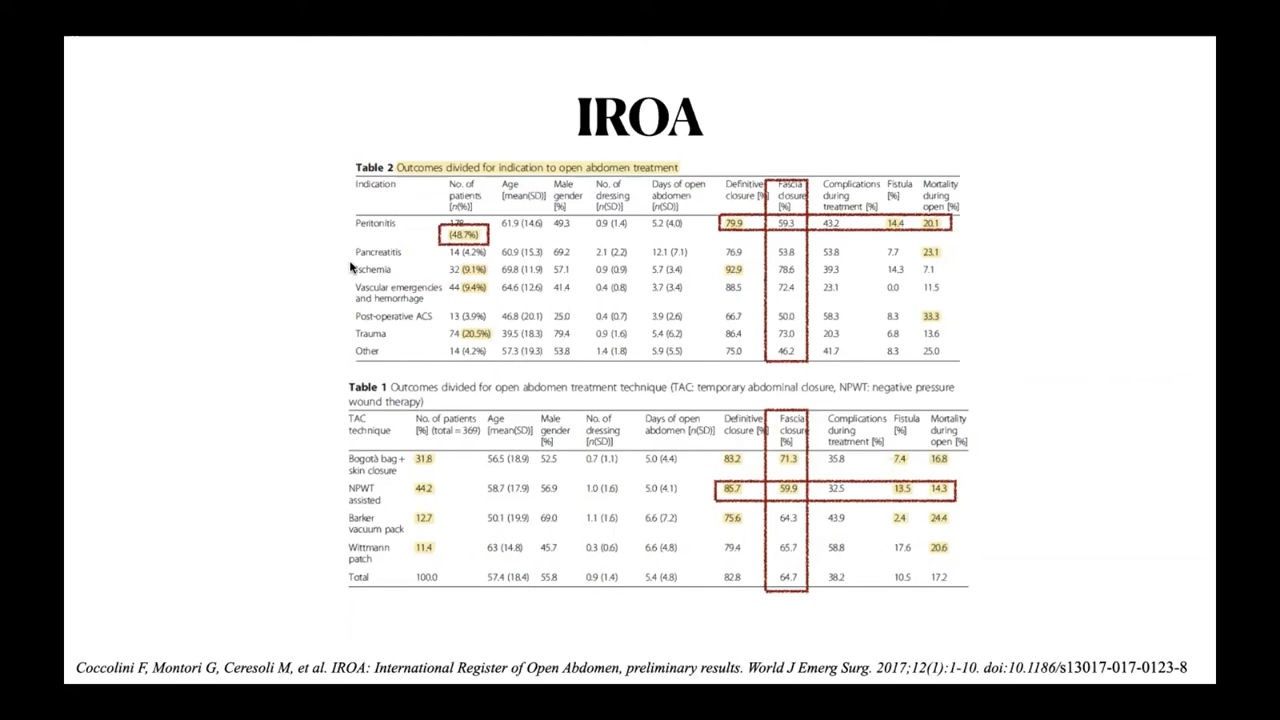 IROA
Table 2 Outcomes divided for indication to open abdomen treatment
Indication No. of patients [n(%)] Age [mean(SD)] Male gender [%] No. of dressing [n(SD)] Days of open abdomen [n(SD)] Definitive closure [%] Fascia closure [%] Complications during treatment [%] Fistula [%] Mortality during open [%]
Peritonitis 178 (48.7%) 61.9 (14.6) 49.3 0.9 (1.4) 5.2 (4.0) 79.9 59.3 43.2 14.4 20.1
Pancreatitis 14 (4.2%) 60.9 (15.3) 69.2 2.1 (2.2) 12.1 (7.1) 76.9 53.8 53.8 7.7 23.1
Ischemia 32 (9.1%) 69.8 (11.9) 57.1 0.9 (0.9) 5.7 (3.4) 92.9 78.6 39.3 14.3 7.1
Vascular emergencies and hemorrhage 44 (9.4%) 64.6 (12.6) 41.4 0.4 (0.8) 3.7 (3.4) 88.5 72.4 23.1 0.0 11.5
Post-operative ACS 13 (3.9%) 46.8 (20.1) 25.0 0.4 (0.7) 3.9 (2.6) 66.7 50.0 58.3 8.3 33.3
Trauma 74 (20.5%) 39.5 (18.3) 79.4 0.9 (1.6) 5.4 (6.2) 86.4 73.0 20.3 6.8 13.6
Other 14 (4.2%) 57.3 (19.3) 53.8 1.4 (1.8) 5.9 (5.5) 75.0 46.2 41.7 8.3 25.0
Table 1 Outcomes divided for open abdomen treatment technique (TAC: temporary abdominal closure, NPWT: negative pressure
wound therapy)
TAC technique No. of patients [%] (total = 369) Age [mean(SD)] Male gender [%] No. of dressing [n(SD)] Days of open abdomen [n(SD)] Definitive closure [%] Fascia closure [%] Complications during treatment [%] Fistula [%] Mortality during open [%]
Bogotà bag + skin closure 31.8 56.5 (18.9) 52.5 0.7 (1.1) 5.0 (4.4) 83.2 71.3 35.8 7.4 16.8
NPWT assisted 44.2 58.7 (17.9) 56.9 1.0 (1.6) 5.0 (4.1) 85.7 59.9 32.5 13.5 14.3
Barker vacuum pack 12.7 50.1 (19.9) 69.0 1.1 (1.6) 6.6 (7.2) 75.6 64.3 43.9 2.4 24.4
Wittmann patch 11.4 63 (14.8) 45.7 0.3 (0.6) 6.6 (4.8) 79.4 65.7 58.8 17.6 20.6
Total 100.0 57.4 (18.4) 55.8 0.9 (1.4) 5.4 (4.8) 82.8 64.7 38.2 10.5 17.2
Coccolini F, Montori G, Ceresoli M, et al. IROA: International Register of Open Abdomen, preliminary results. World J Emerg Surg. 2017;12(1):1-10. doi:10.1186/s13017-017-0123-8